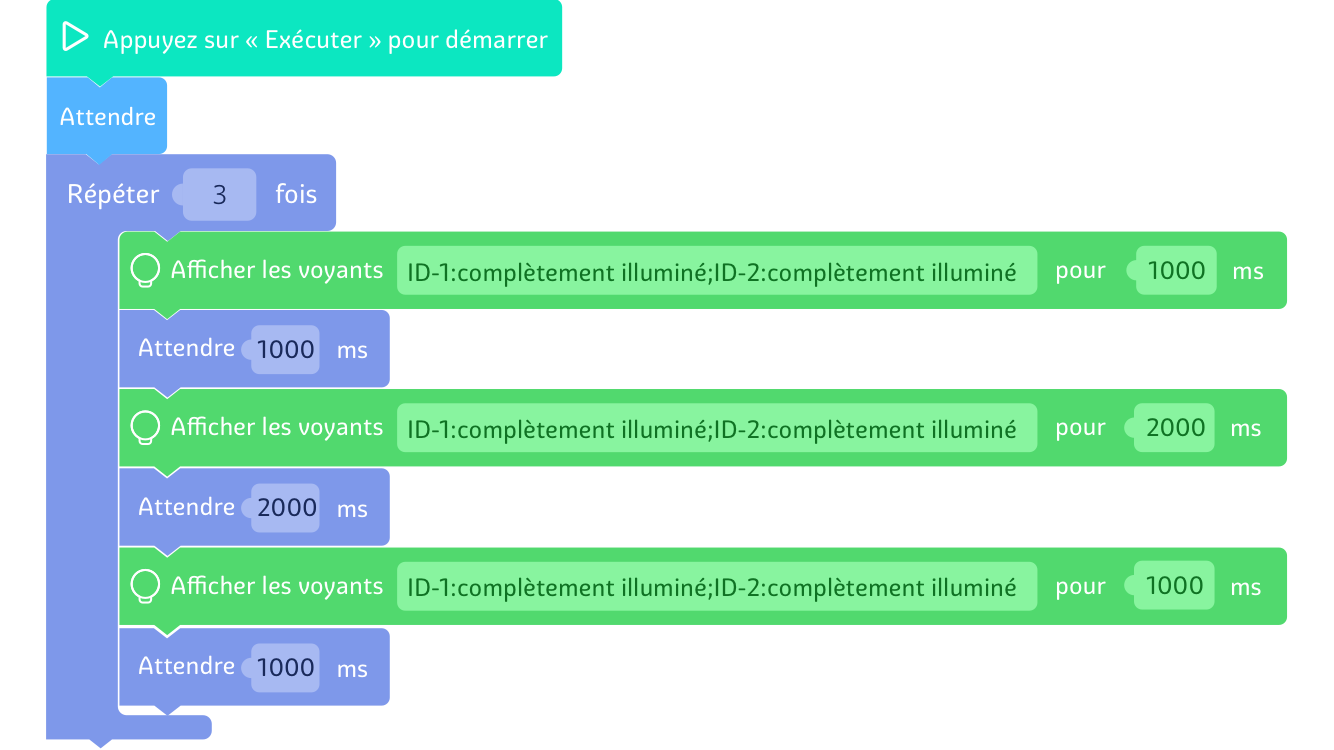 Appuyez sur « Exécuter » pour démarrer
Attendre
Répéter 3 fois
Afficher les voyants ID-1:complètement illuminé;ID-2:complètement illuminé pour 1000 ms
Attendre 1000 ms
Afficher les voyants ID-1:complètement illuminé;ID-2:complètement illuminé pour 2000 ms
Attendre 2000 ms
Afficher les voyants ID-1:complètement illuminé;ID-2:complètement illuminé pour 1000 ms
Attendre 1000 ms